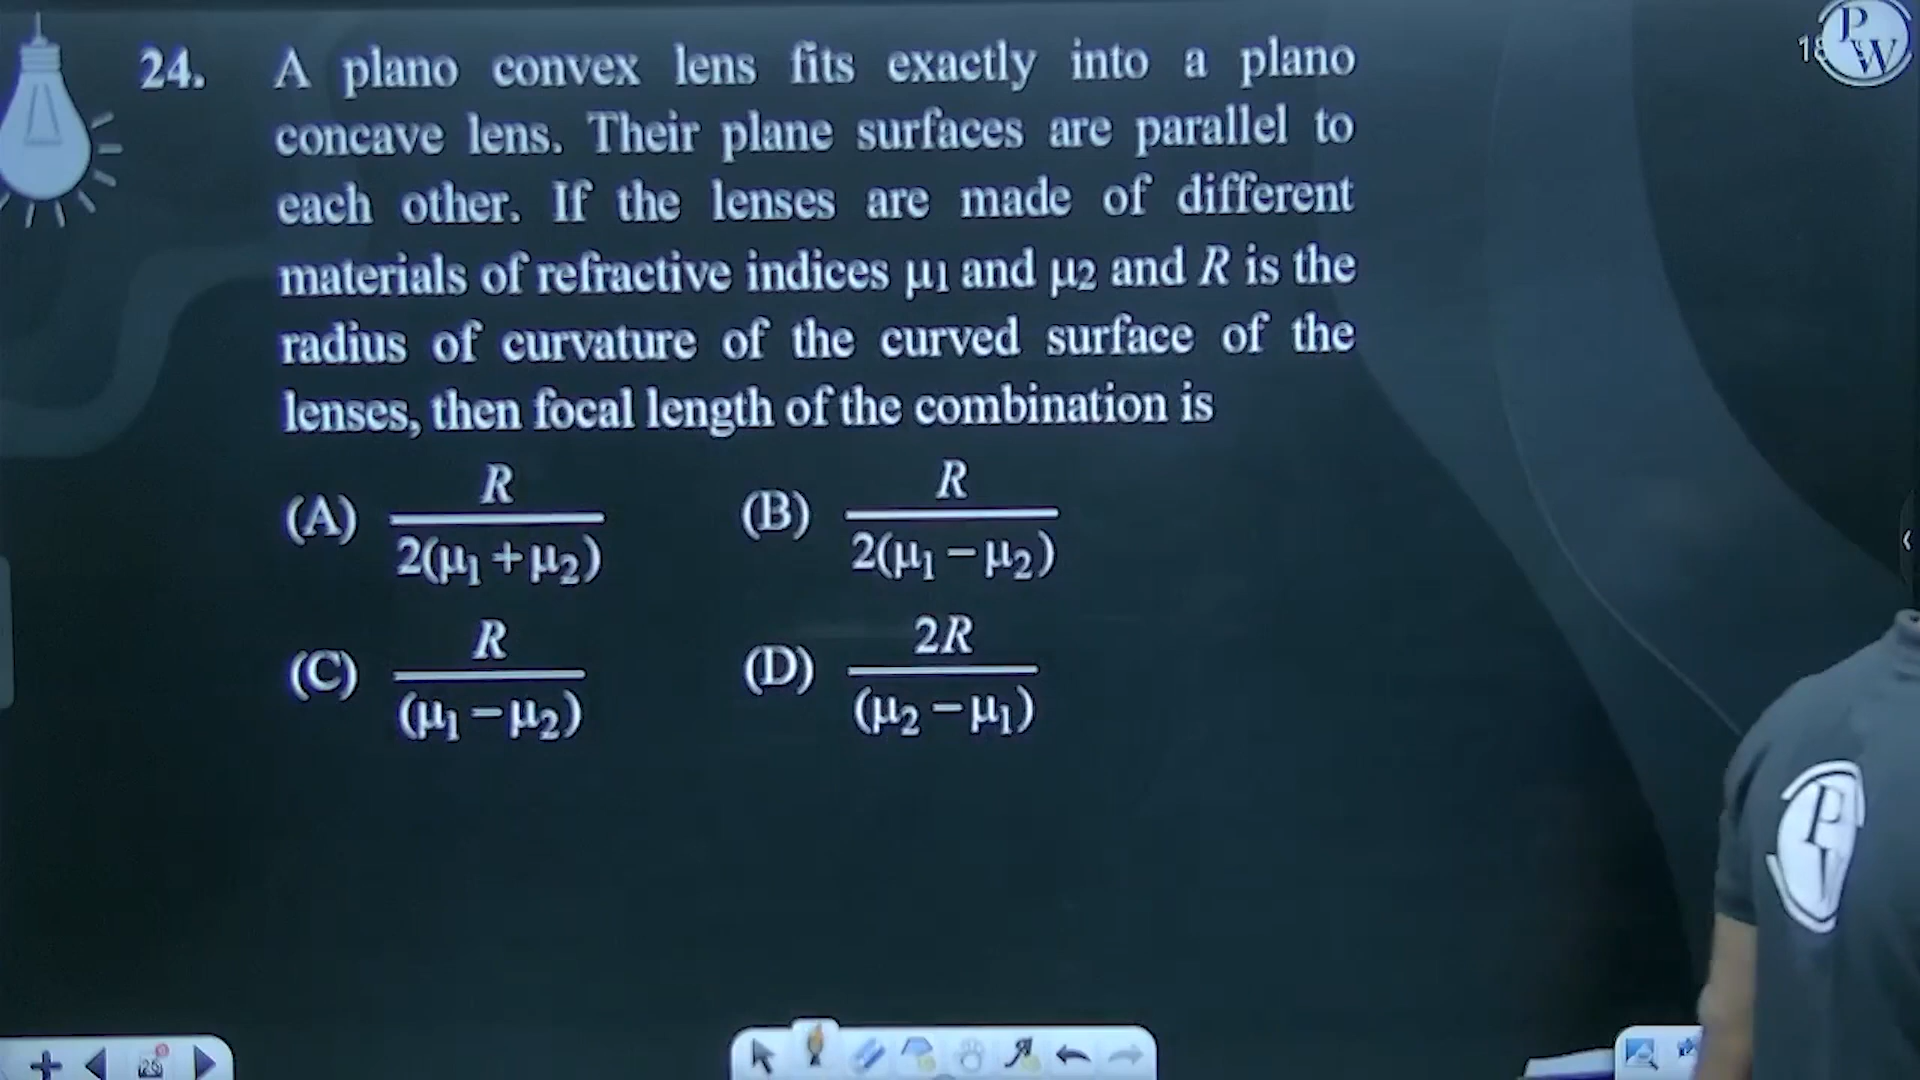 24. A plano convex lens fits exactly into a plano
concave lens. Their plane surfaces are parallel to
each other. If the lenses are made of different
materials of refractive indices μ1 and μ2 and R is the
radius of curvature of the curved surface of the
lenses, then focal length of the combination is
(A) R / 2(μ₁ + μ₂) (B) R / 2(μ₁ − μ₂)
(C) R / (μ₁ − μ₂) (D) 2R / (μ₂ − μ₁)
PW
PW
26